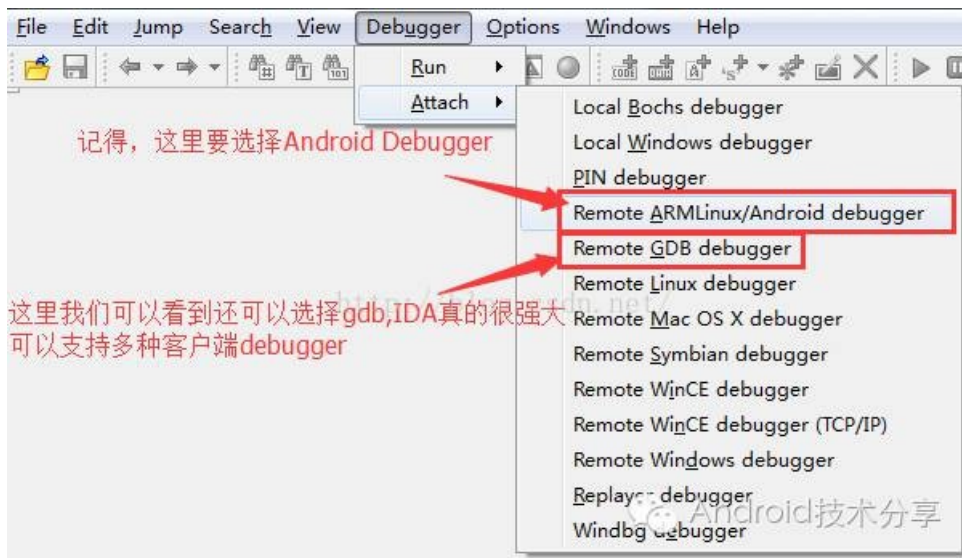 File Edit Jump Search View Debugger Options Windows Help
Run
Attach
Local Bochs debugger
Local Windows debugger
PIN debugger
Remote ARMLinux/Android debugger
Remote GDB debugger
Remote Linux debugger
Remote Mac OS X debugger
Remote Symbian debugger
Remote WinCE debugger
Remote WinCE debugger (TCP/IP)
Remote Windows debugger
Replayer debugger
Windbg debugger
记得，这里要选择Android Debugger
这里我们可以看到还可以选择gdb,IDA真的很强大
可以支持多种客户端debugger
Android技术分享